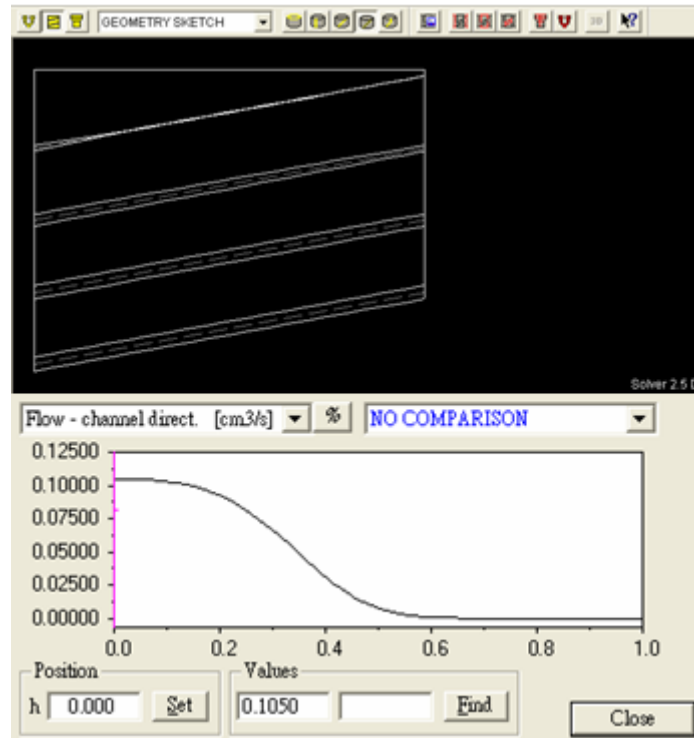 GEOMETRY SKETCH
3D
Solver 2.5 D
Flow - channel direct. [cm3/s] % NO COMPARISON
0.12500
0.10000
0.07500
0.05000
0.02500
0.00000
0.0 0.2 0.4 0.6 0.8 1.0
Position Values
h 0.000 Set 0.1050 Find
Close